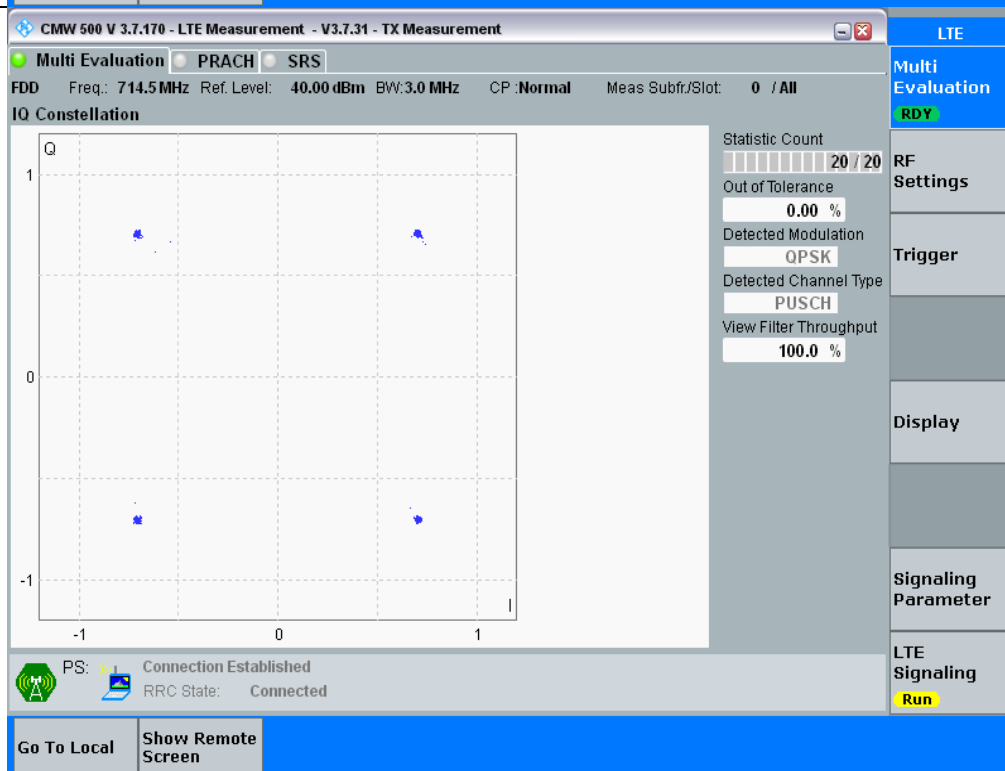 CMW 500 V 3.7.170 - LTE Measurement - V3.7.31 - TX Measurement
LTE
Multi Evaluation PRACH SRS
FDD Freq.: 714.5 MHz Ref. Level: 40.00 dBm BW: 3.0 MHz CP : Normal Meas Subfr./Slot: 0 / All
IQ Constellation
Q
1
0
-1
I
-1 0 1
Statistic Count
20 / 20
Out of Tolerance
0.00 %
Detected Modulation
QPSK
Detected Channel Type
PUSCH
View Filter Throughput
100.0 %
Multi
Evaluation
RDY
RF
Settings
Trigger
Display
Signaling
Parameter
LTE
Signaling
Run
PS: Connection Established
RRC State: Connected
Go To Local
Show Remote
Screen